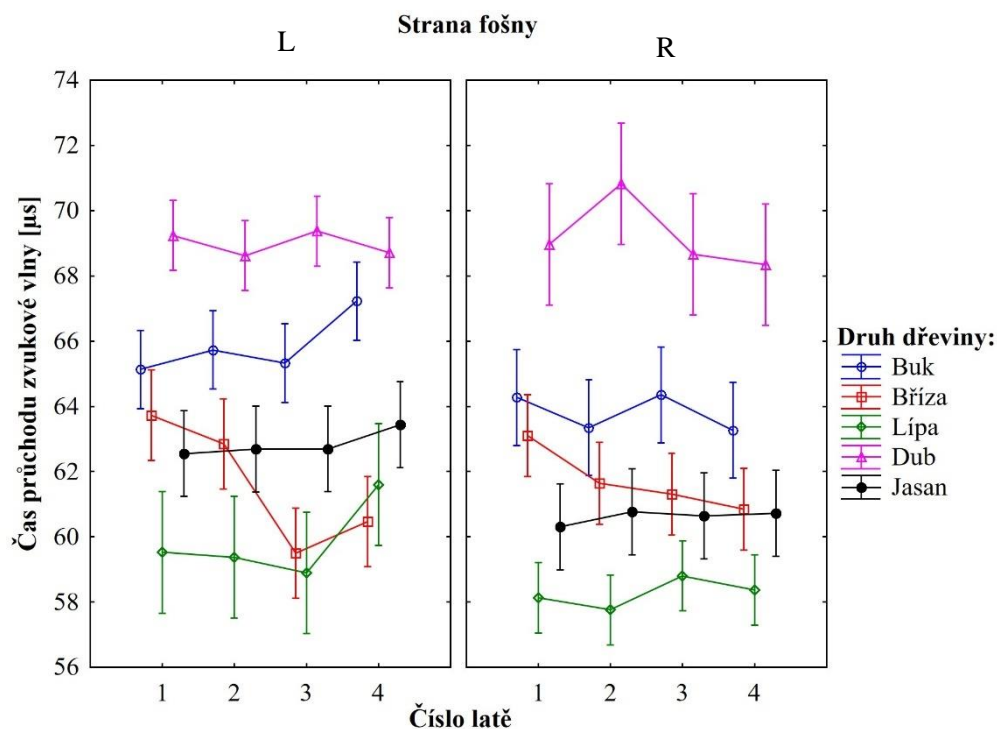 Strana fošny
L
R
Čas průchodu zvukové vlny [µs]
74
72
70
68
66
64
62
60
58
56
1 2 3 4
1 2 3 4
Číslo latě
Druh dřeviny:
Buk
Bříza
Lípa
Dub
Jasan